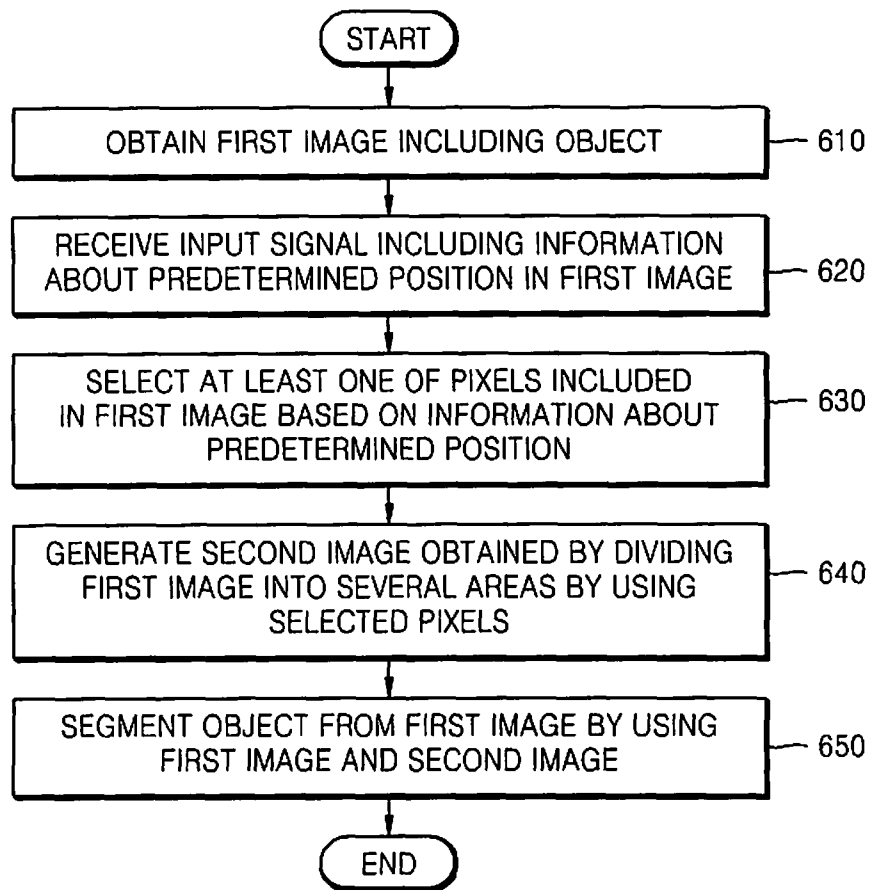 START
OBTAIN FIRST IMAGE INCLUDING OBJECT
610
RECEIVE INPUT SIGNAL INCLUDING INFORMATION
ABOUT PREDETERMINED POSITION IN FIRST IMAGE
620
SELECT AT LEAST ONE OF PIXELS INCLUDED
IN FIRST IMAGE BASED ON INFORMATION ABOUT
PREDETERMINED POSITION
630
GENERATE SECOND IMAGE OBTAINED BY DIVIDING
FIRST IMAGE INTO SEVERAL AREAS BY USING
SELECTED PIXELS
640
SEGMENT OBJECT FROM FIRST IMAGE BY USING
FIRST IMAGE AND SECOND IMAGE
650
END